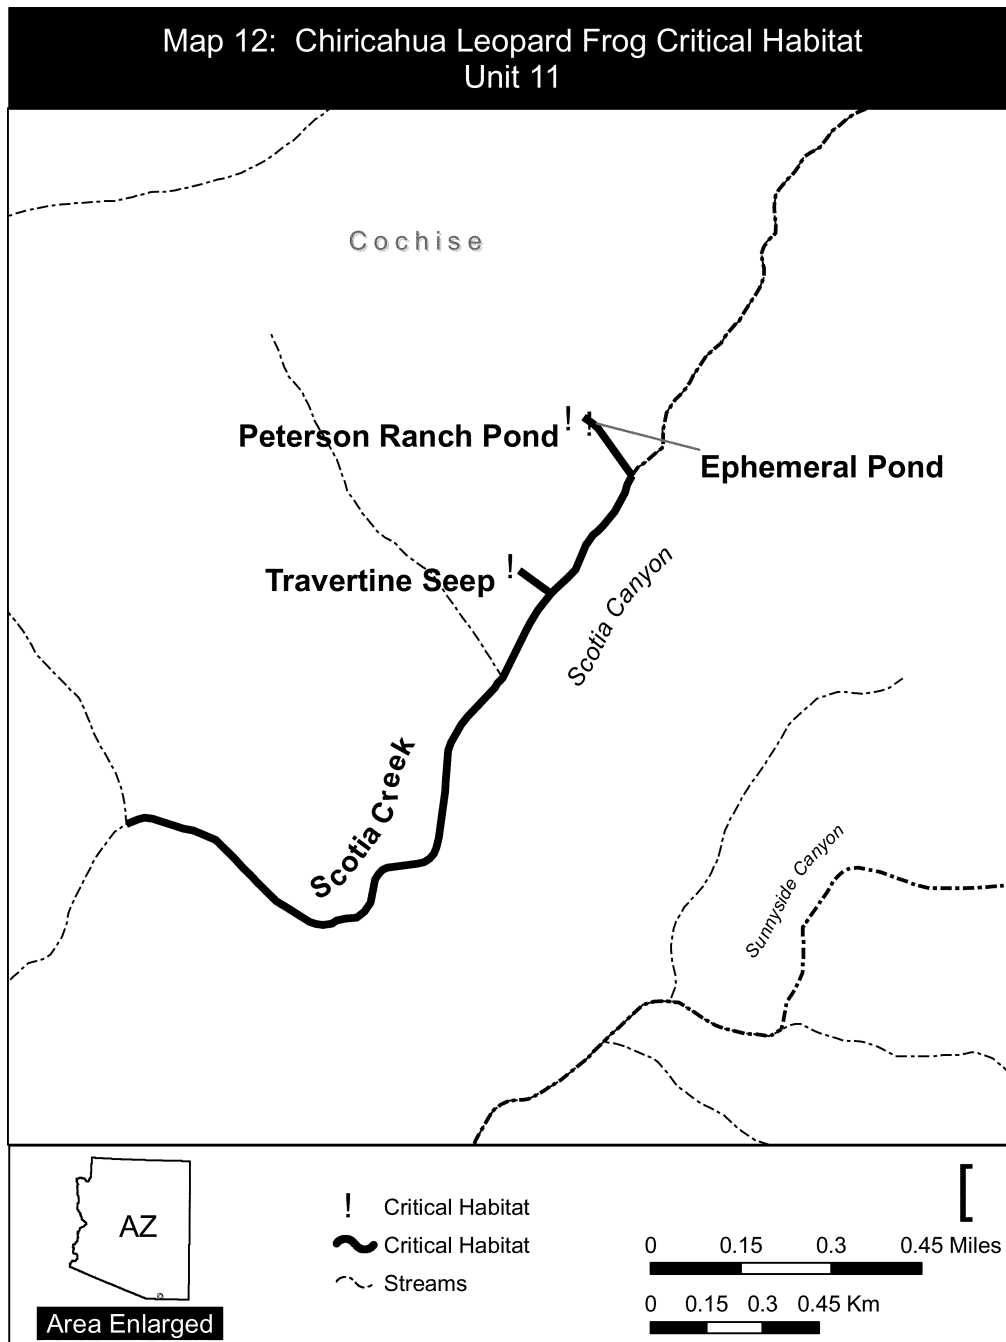 Map 12: Chiricahua Leopard Frog Critical Habitat
Unit 11
Cochise
!
!
Peterson Ranch Pond
Ephemeral Pond
!
Travertine Seep
Scotia Canyon
Scotia Creek
Sunnyside Canyon
AZ
Area Enlarged
! Critical Habitat
Critical Habitat
Streams
[
0 0.15 0.3 0.45 Miles
0 0.15 0.3 0.45 Km